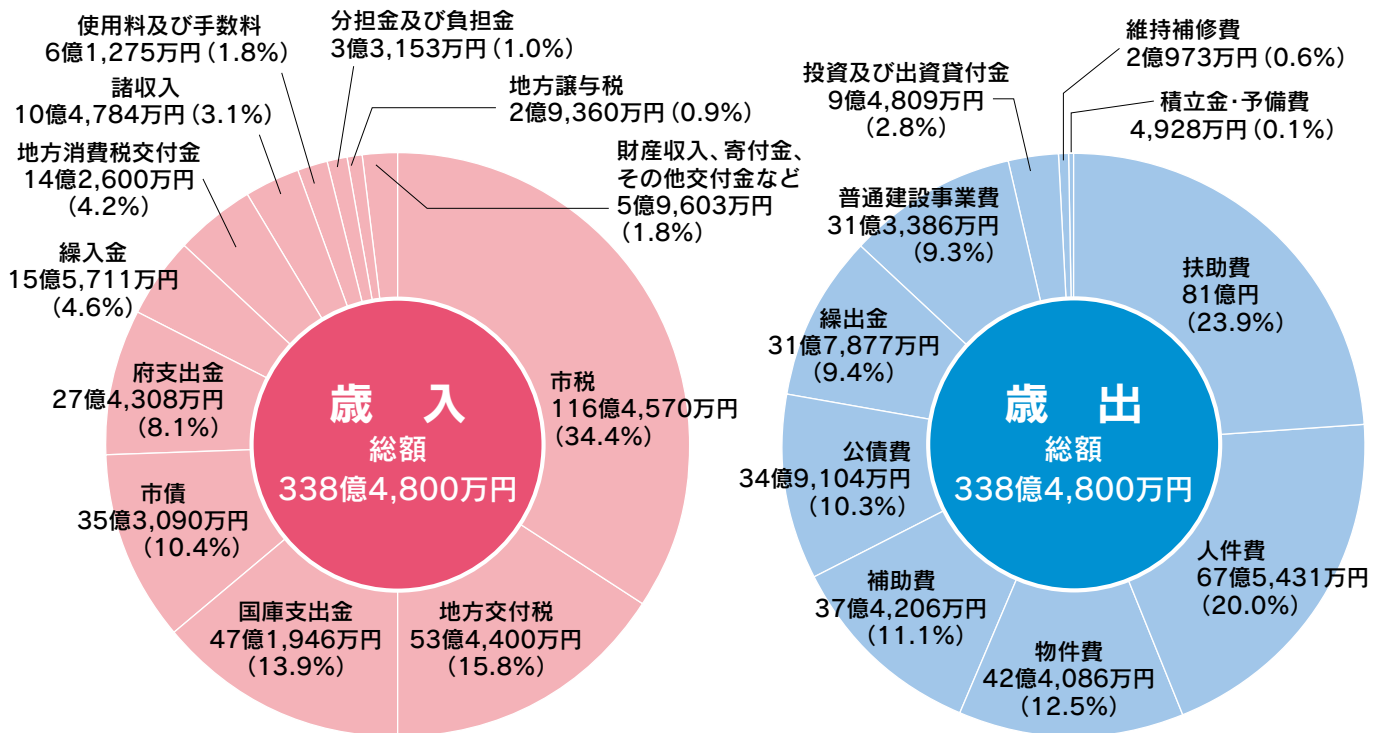 使用料及び手数料
6億1,275万円（1.8%）
分担金及び負担金
3億3,153万円（1.0%）
諸収入
10億4,784万円（3.1%）
地方譲与税
2億9,360万円（0.9%）
地方消費税交付金
14億2,600万円
（4.2%）
財産収入、寄付金、
その他交付金など
5億9,603万円
（1.8%）
繰入金
15億5,711万円
（4.6%）
府支出金
27億4,308万円
（8.1%）
市債
35億3,090万円
（10.4%）
国庫支出金
47億1,946万円
（13.9%）
地方交付税
53億4,400万円
（15.8%）
市税
116億4,570万円
（34.4%）
歳 入
総額
338億4,800万円
維持補修費
2億973万円（0.6%）
投資及び出資貸付金
9億4,809万円
（2.8%）
積立金・予備費
4,928万円（0.1%）
普通建設事業費
31億3,386万円
（9.3%）
繰出金
31億7,877万円
（9.4%）
公債費
34億9,104万円
（10.3%）
補助費
37億4,206万円
（11.1%）
物件費
42億4,086万円
（12.5%）
人件費
67億5,431万円
（20.0%）
扶助費
81億円
（23.9%）
歳 出
総額
338億4,800万円